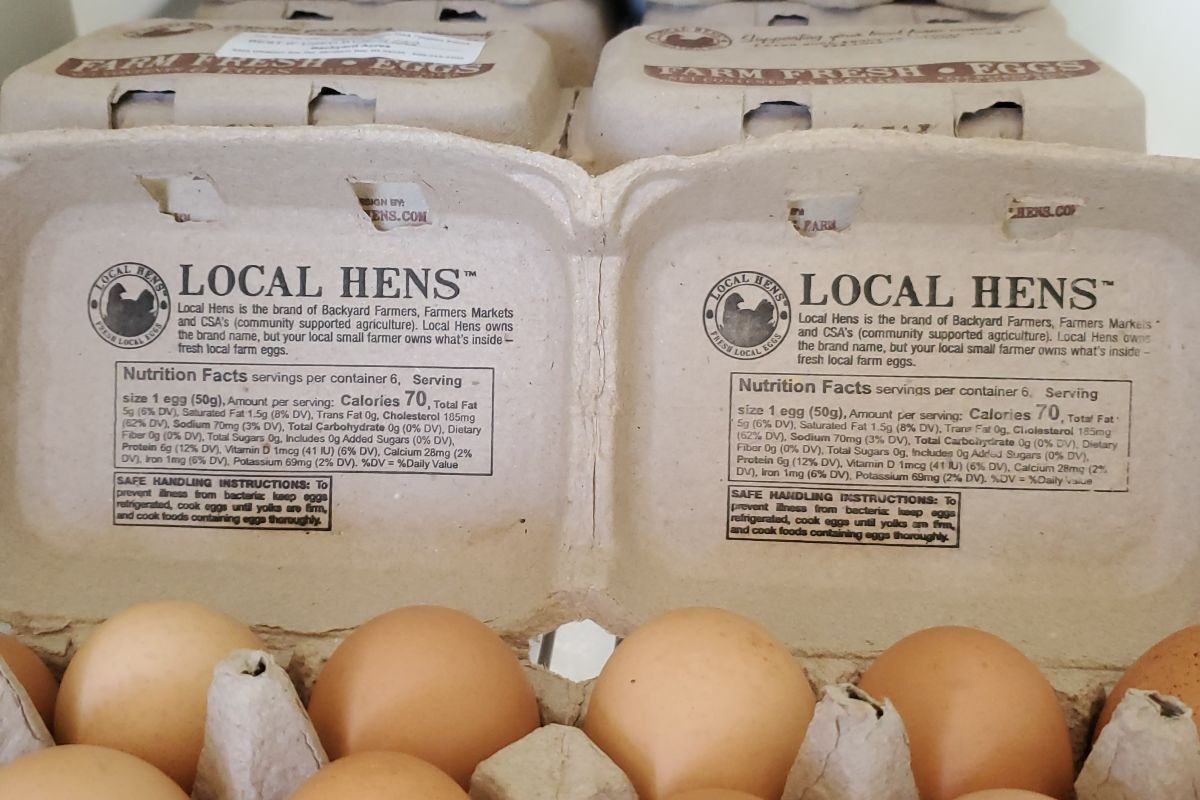 Backyard Acres
FARM FRESH • EGGS
LOCAL HENS
Supporting your local farm
FARM FRESH • EGGS
SIGN BY:
ENS.COM
FARM
HENS.CO
LOCAL HENS
FRESH LOCAL EGGS
LOCAL HENS™
Local Hens is the brand of Backyard Farmers, Farmers Markets
and CSA's (community supported agriculture). Local Hens owns
the brand name, but your local small farmer owns what's inside –
fresh local farm eggs.
Nutrition Facts servings per container 6, Serving
size 1 egg (50g), Amount per serving: Calories 70, Total Fat
5g (6% DV), Saturated Fat 1.5g (8% DV), Trans Fat 0g, Cholesterol 185mg
(62% DV), Sodium 70mg (3% DV), Total Carbohydrate 0g (0% DV), Dietary
Fiber 0g (0% DV), Total Sugars 0g, Includes 0g Added Sugars (0% DV),
Protein 6g (12% DV), Vitamin D 1mcg (41 IU) (6% DV), Calcium 28mg (2%
DV), Iron 1mg (6% DV), Potassium 69mg (2% DV). %DV = %Daily Value
SAFE HANDLING INSTRUCTIONS: To
prevent illness from bacteria: keep eggs
refrigerated, cook eggs until yolks are firm,
and cook foods containing eggs thoroughly.
LOCAL HENS
FRESH LOCAL EGGS
LOCAL HENS™
Local Hens is the brand of Backyard Farmers, Farmers Markets
and CSA's (community supported agriculture). Local Hens owns
the brand name, but your local small farmer owns what's inside –
fresh local farm eggs.
Nutrition Facts servings per container 6, Serving
size 1 egg (50g), Amount per serving: Calories 70, Total Fat
5g (6% DV), Saturated Fat 1.5g (8% DV), Trans Fat 0g, Cholesterol 185mg
(62% DV), Sodium 70mg (3% DV), Total Carbohydrate 0g (0% DV), Dietary
Fiber 0g (0% DV), Total Sugars 0g, Includes 0g Added Sugars (0% DV),
Protein 6g (12% DV), Vitamin D 1mcg (41 IU) (6% DV), Calcium 28mg (2%
DV), Iron 1mg (6% DV), Potassium 69mg (2% DV). %DV = %Daily Value
SAFE HANDLING INSTRUCTIONS: To
prevent illness from bacteria: keep eggs
refrigerated, cook eggs until yolks are firm,
and cook foods containing eggs thoroughly.